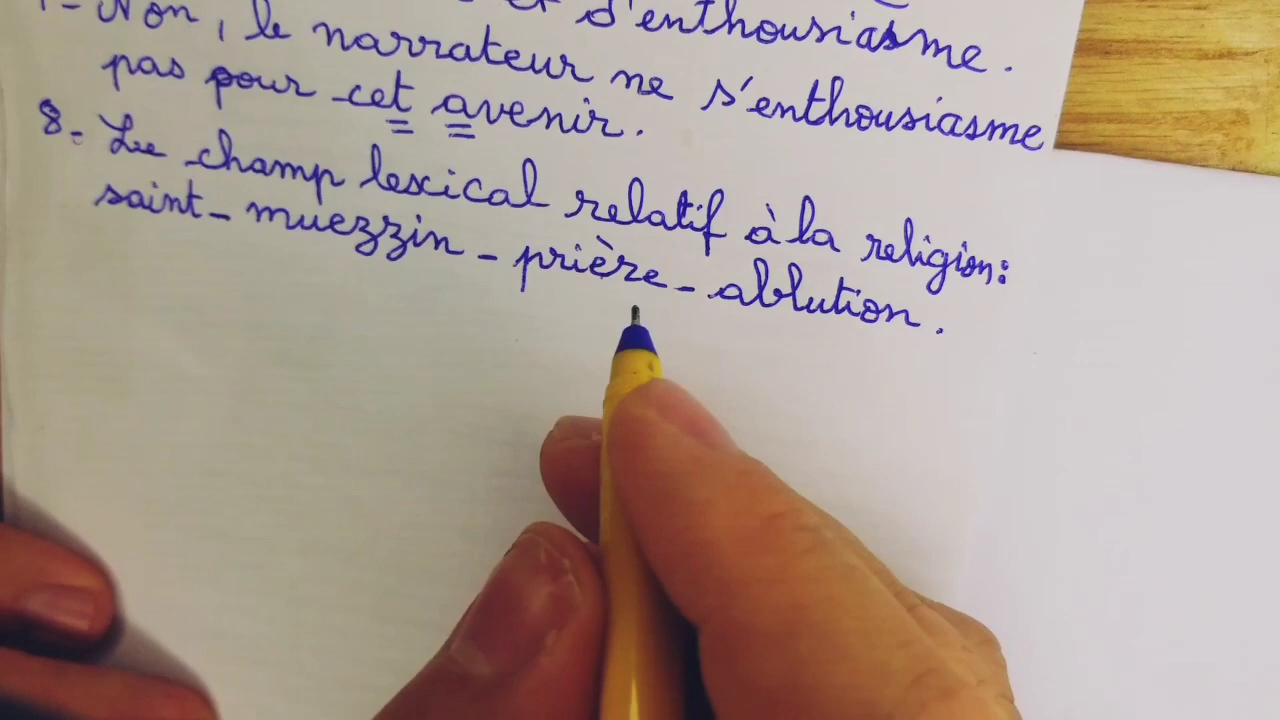 et d'enthousiasme.
- Non, le narrateur ne s'enthousiasme
pas pour cet avenir.
8- Le champ lexical relatif à la religion:
saint - muezzin - prière - ablution.